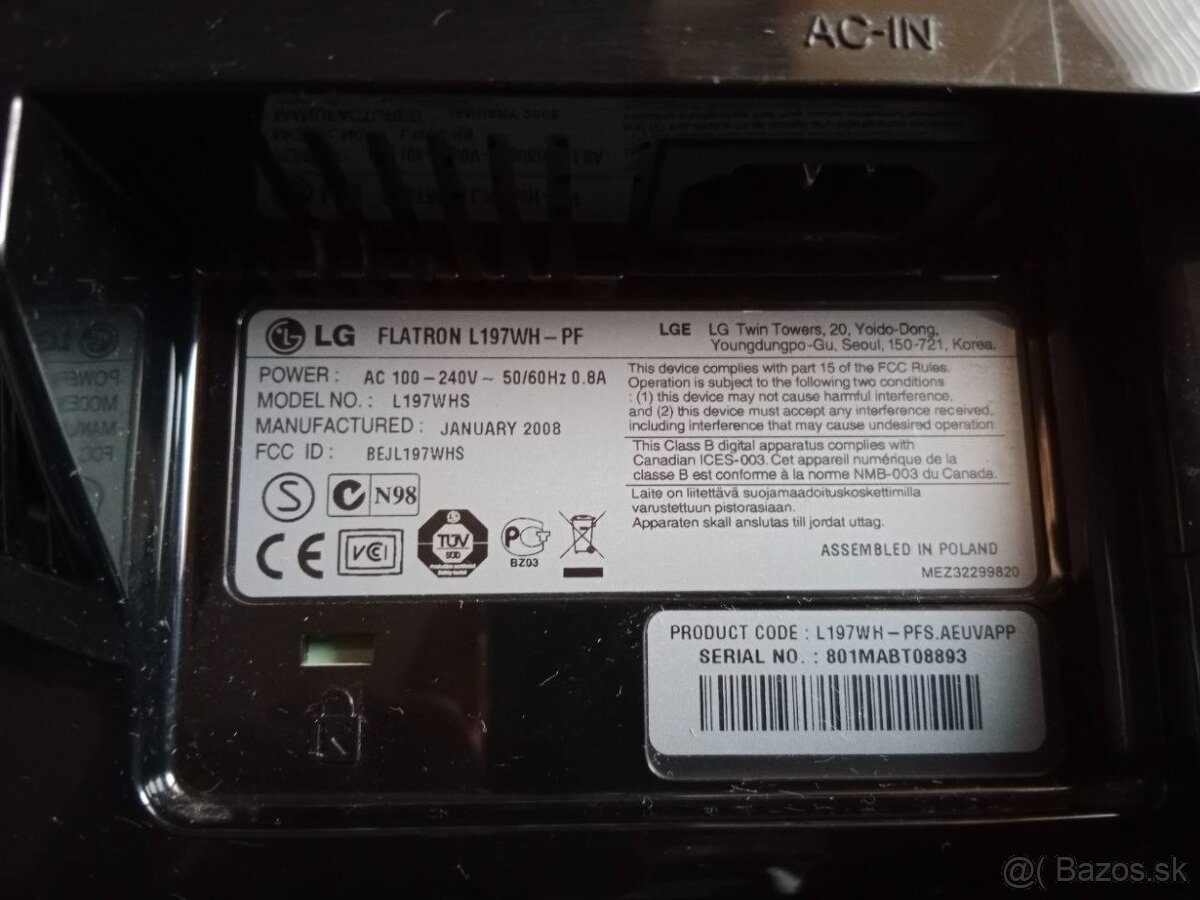 AC-IN
LG FLATRON L197WH-PF
POWER : AC 100-240V ~ 50/60Hz 0.8A
MODEL NO. : L197WHS
MANUFACTURED : JANUARY 2008
FCC ID : BEJL197WHS
S N98
CE VCCI TÜV PCT
BZ03
LGE LG Twin Towers, 20, Yoido-Dong,
Youngdungpo-Gu, Seoul, 150-721, Korea.
This device complies with part 15 of the FCC Rules.
Operation is subject to the following two conditions
: (1) this device may not cause harmful interference,
and (2) this device must accept any interference received,
including interference that may cause undesired operation.
This Class B digital apparatus complies with
Canadian ICES-003. Cet appareil numérique de la
classe B est conforme à la norme NMB-003 du Canada.
Laite on liitettävä suojamaadoituskoskettimilla
varustettuun pistorasiaan.
Apparaten skall anslutas till jordat uttag.
ASSEMBLED IN POLAND
MEZ32299820
PRODUCT CODE : L197WH-PFS.AEUVAPP
SERIAL NO. : 801MABT08893
@( Bazos.sk